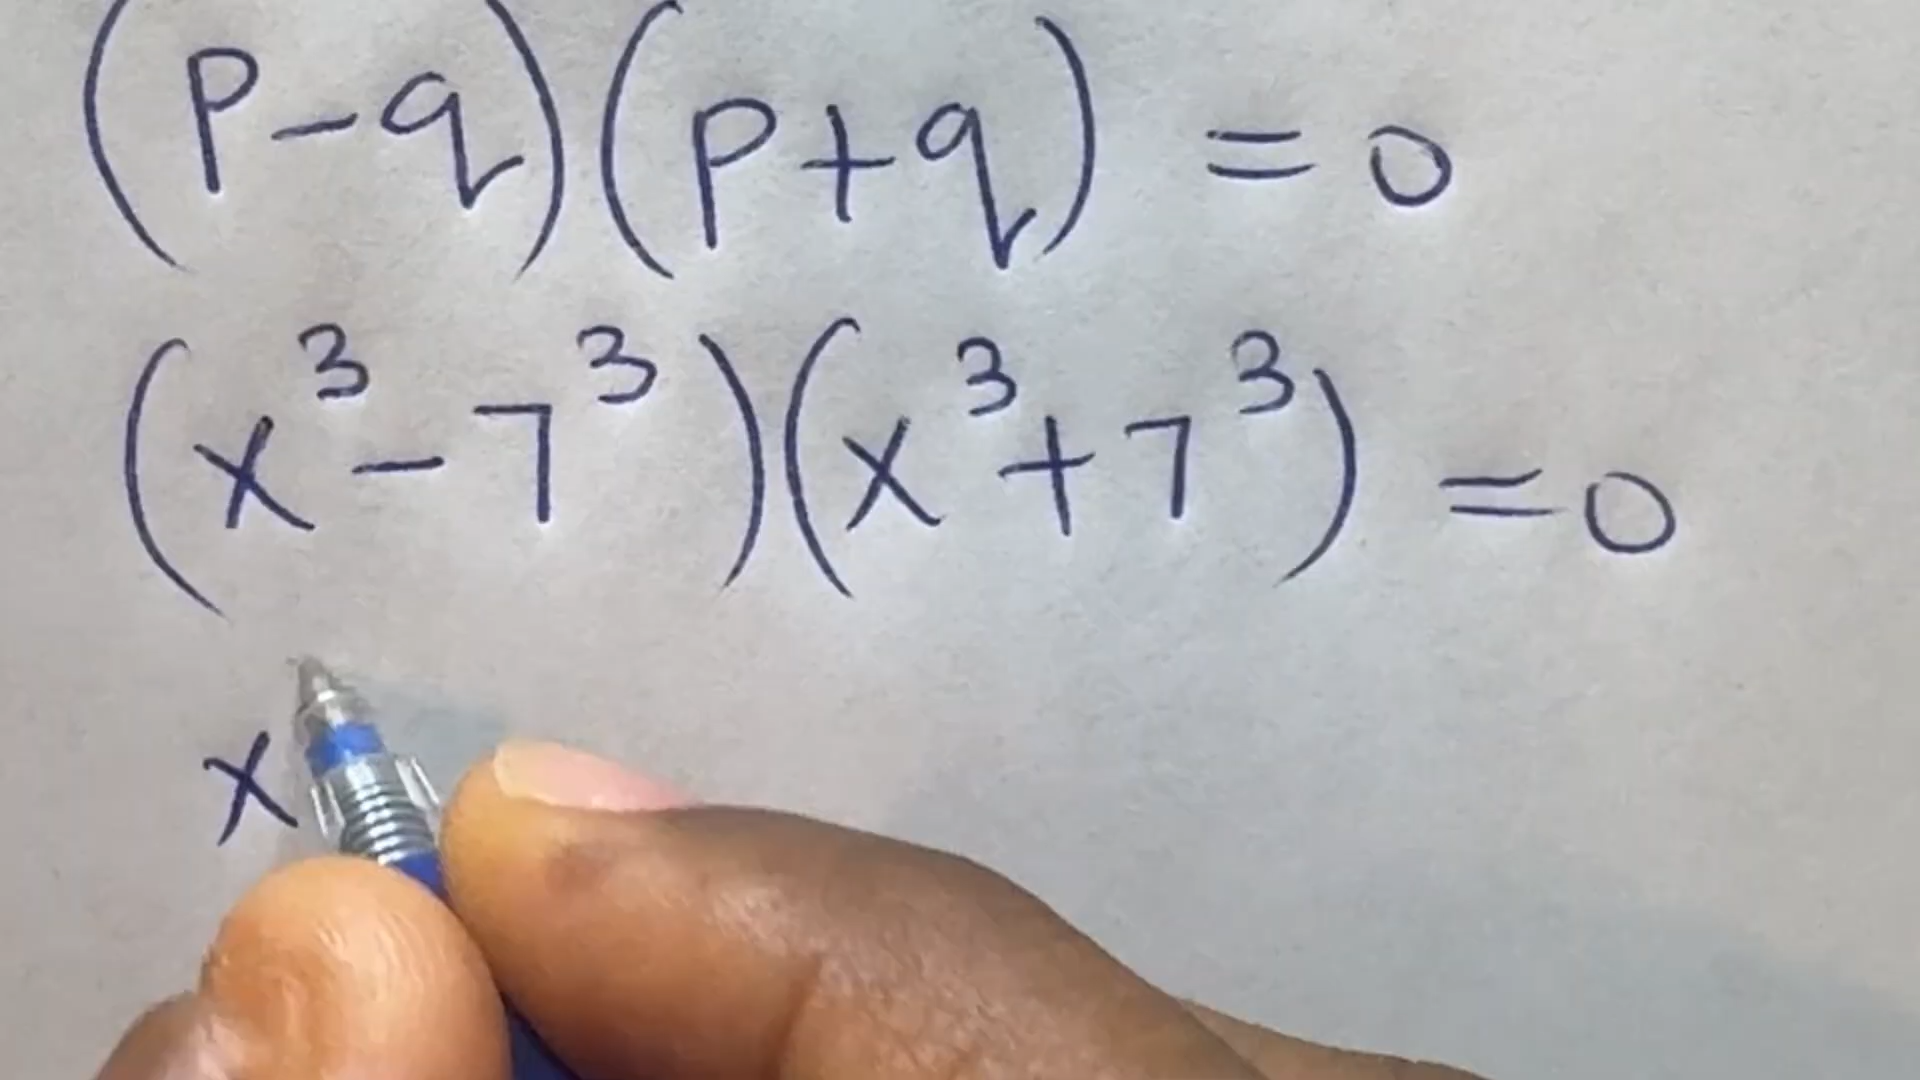 (p-q)(p+q) = 0
(x³-7³)(x³+7³) = 0
x